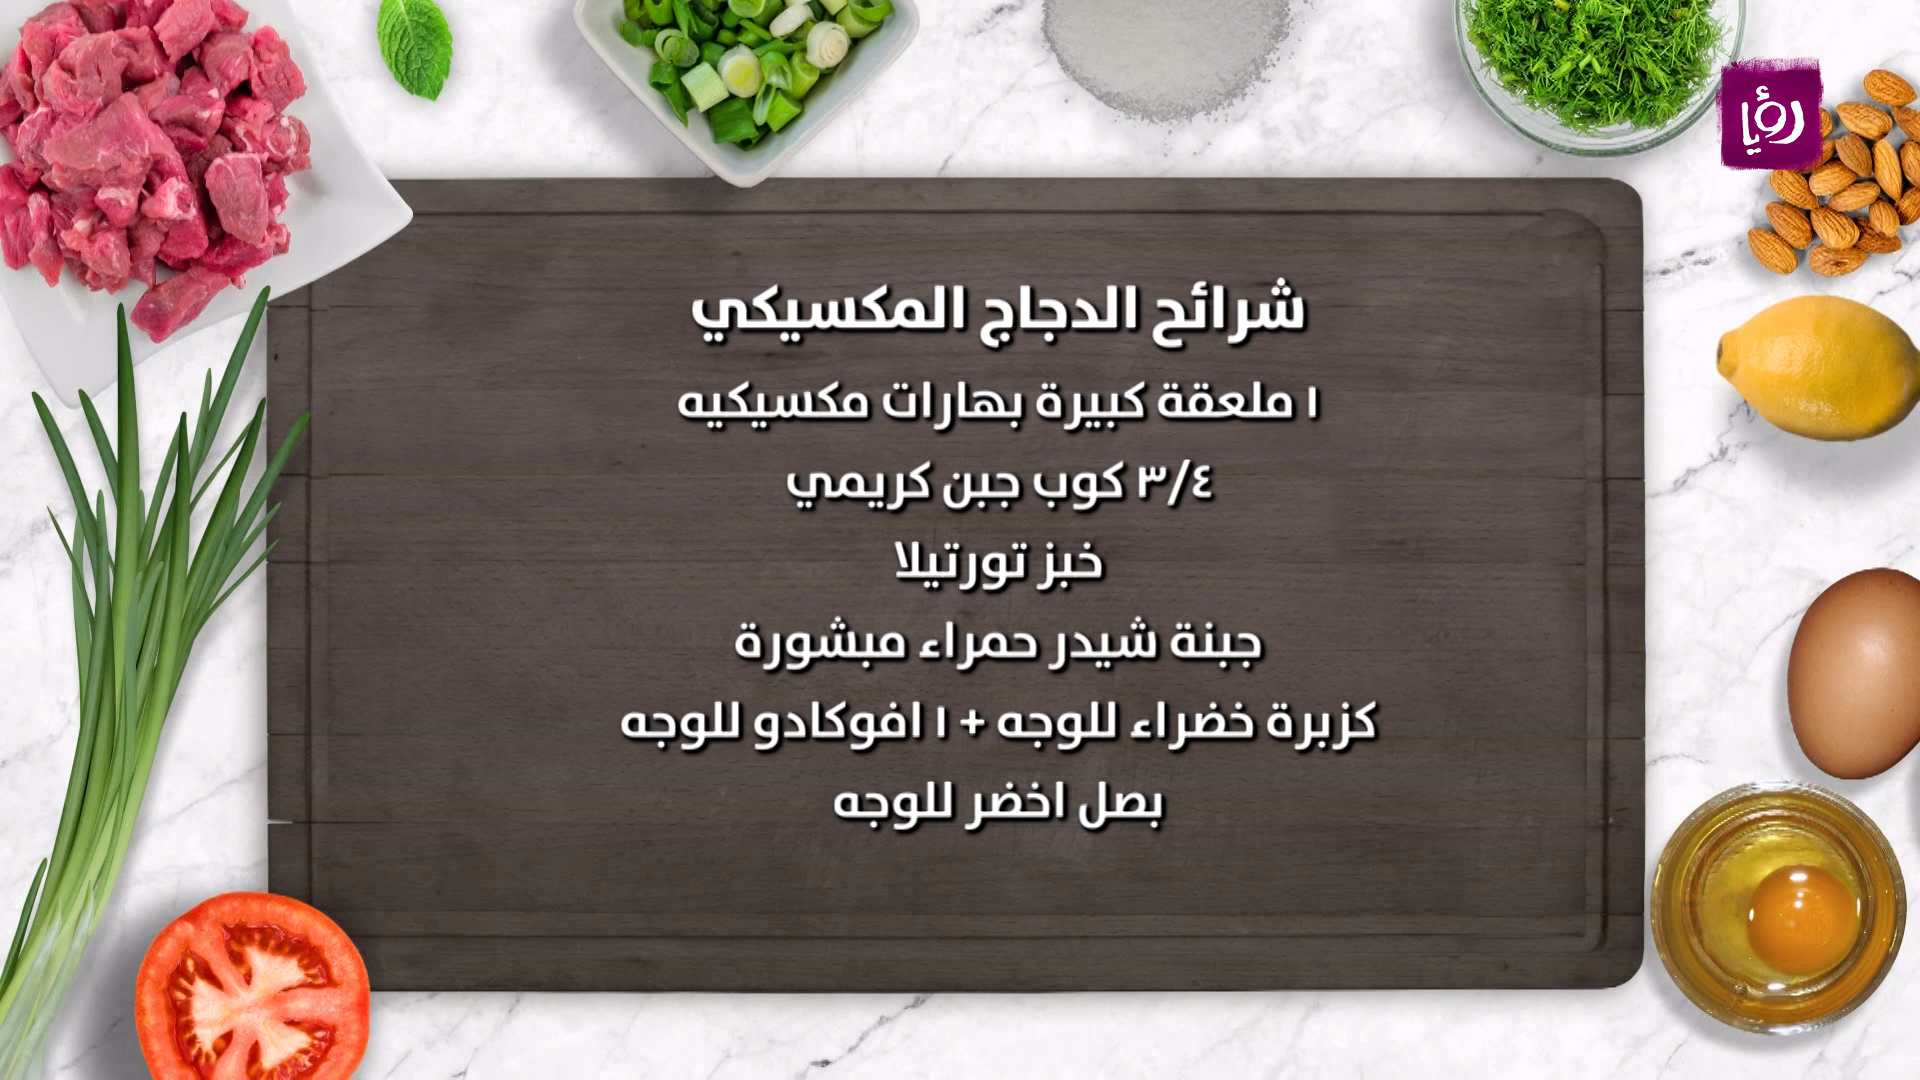 رؤيا
شرائح الدجاج المكسيكي
١ ملعقة كبيرة بهارات مكسيكيه
٣/٤ كوب جبن كريمي
خبز تورتيلا
جبنة شيدر حمراء مبشورة
كزبرة خضراء للوجه + ١ افوكادو للوجه
بصل اخضر للوجه